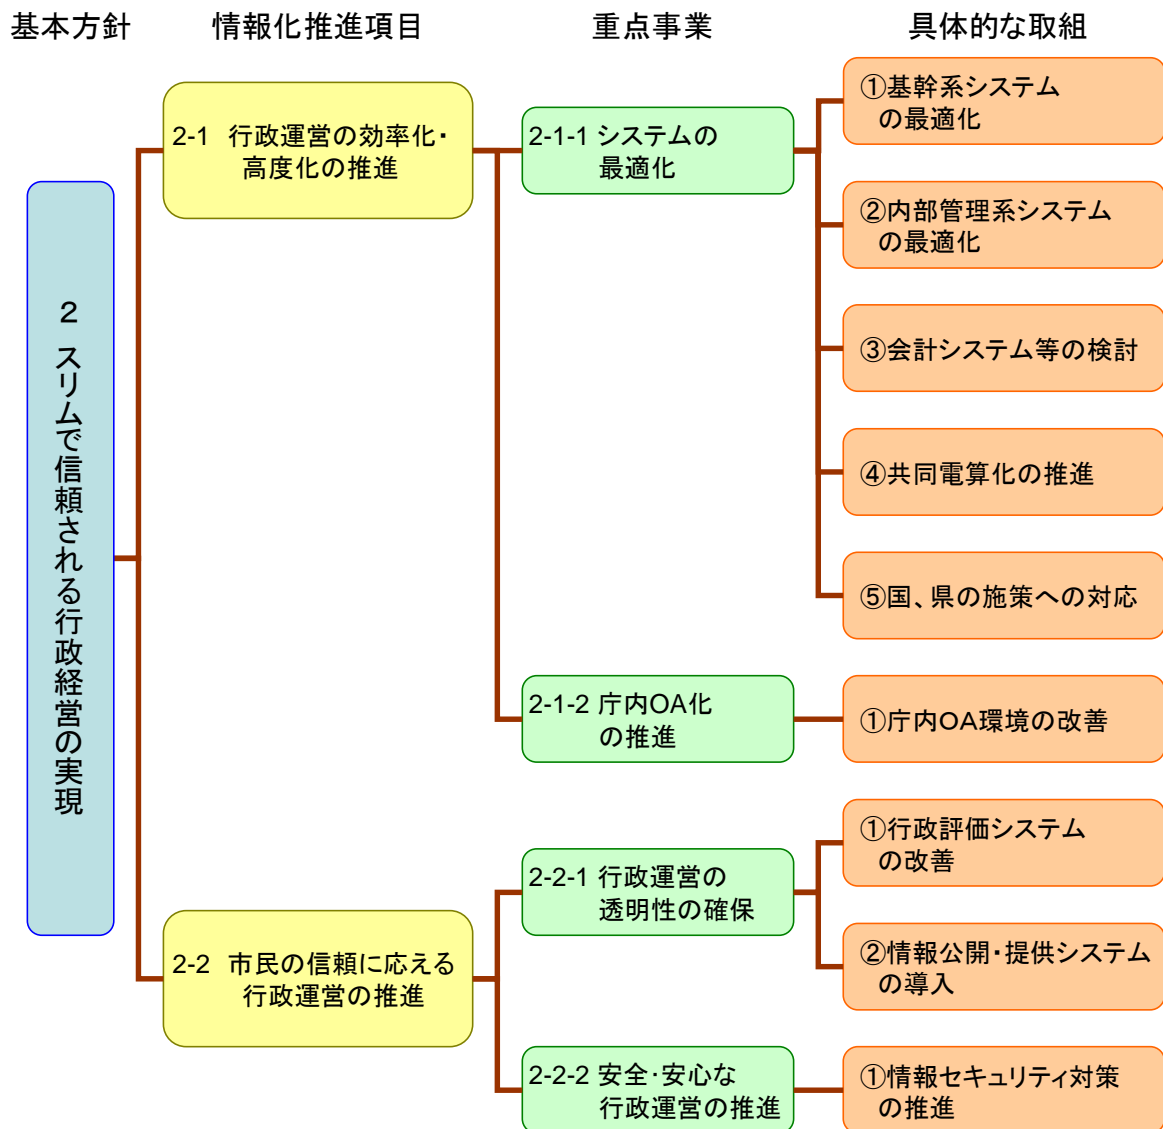 基本方針
情報化推進項目
重点事業
具体的な取組
2 スリムで信頼される行政経営の実現
2-1 行政運営の効率化・
高度化の推進
2-1-1 システムの
最適化
①基幹系システム
の最適化
②内部管理系システム
の最適化
③会計システム等の検討
④共同電算化の推進
⑤国、県の施策への対応
2-1-2 庁内OA化
の推進
①庁内OA環境の改善
2-2 市民の信頼に応える
行政運営の推進
2-2-1 行政運営の
透明性の確保
①行政評価システム
の改善
②情報公開・提供システム
の導入
2-2-2 安全・安心な
行政運営の推進
①情報セキュリティ対策
の推進